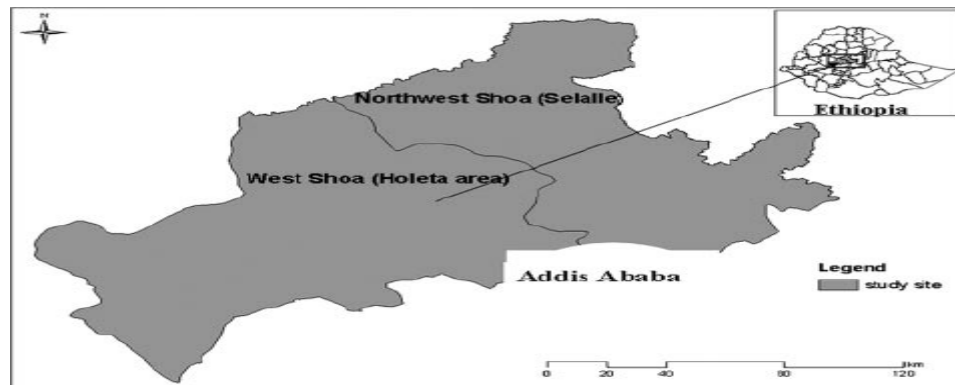 N
Northwest Shoa (Selalle)
Ethiopia
West Shoa (Holeta area)
Addis Ababa
Legend
study site
km
0 20 40 80 120